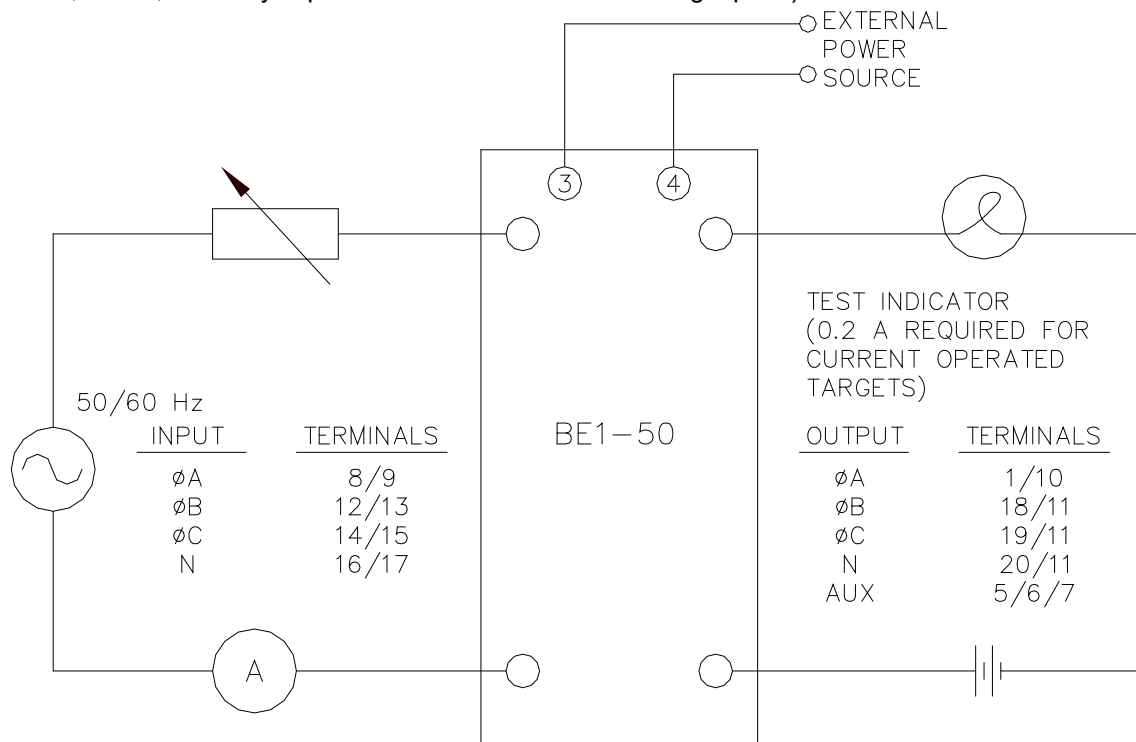 EXTERNAL
POWER
SOURCE
3
4
TEST INDICATOR
(0.2 A REQUIRED FOR
CURRENT OPERATED
TARGETS)
50/60 Hz
INPUT TERMINALS
øA 8/9
øB 12/13
øC 14/15
N 16/17
BE1-50
OUTPUT TERMINALS
øA 1/10
øB 18/11
øC 19/11
N 20/11
AUX 5/6/7
A